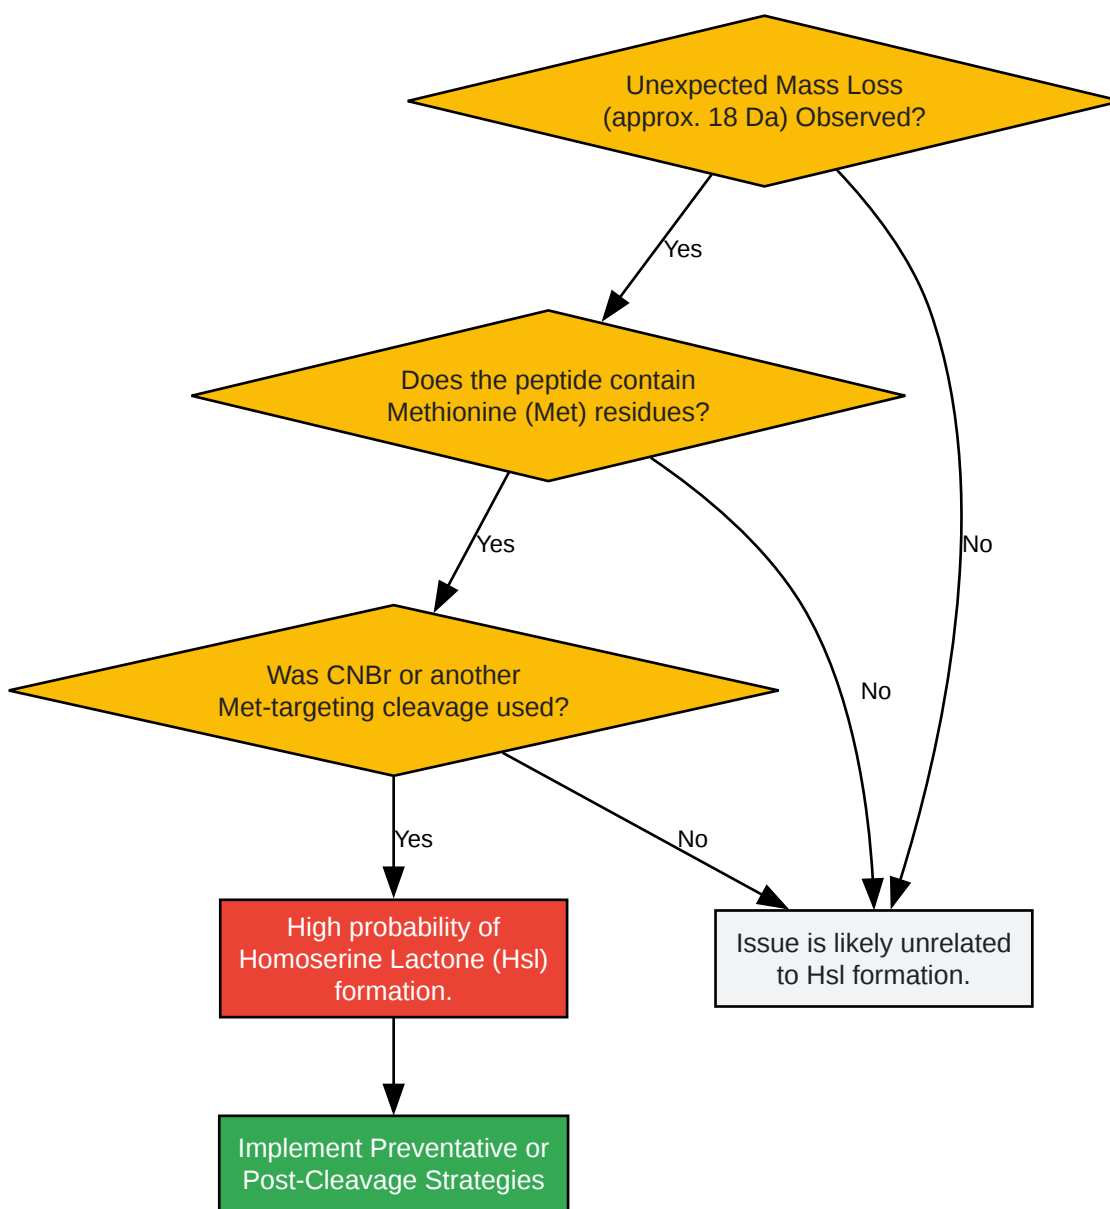 Unexpected Mass Loss
(approx. 18 Da) Observed?
Yes
Does the peptide contain
Methionine (Met) residues?
Yes
No
Was CNBr or another
Met-targeting cleavage used?
No
Yes
No
High probability of
Homoserine Lactone (Hsl)
formation.
Issue is likely unrelated
to Hsl formation.
Implement Preventative or
Post-Cleavage Strategies